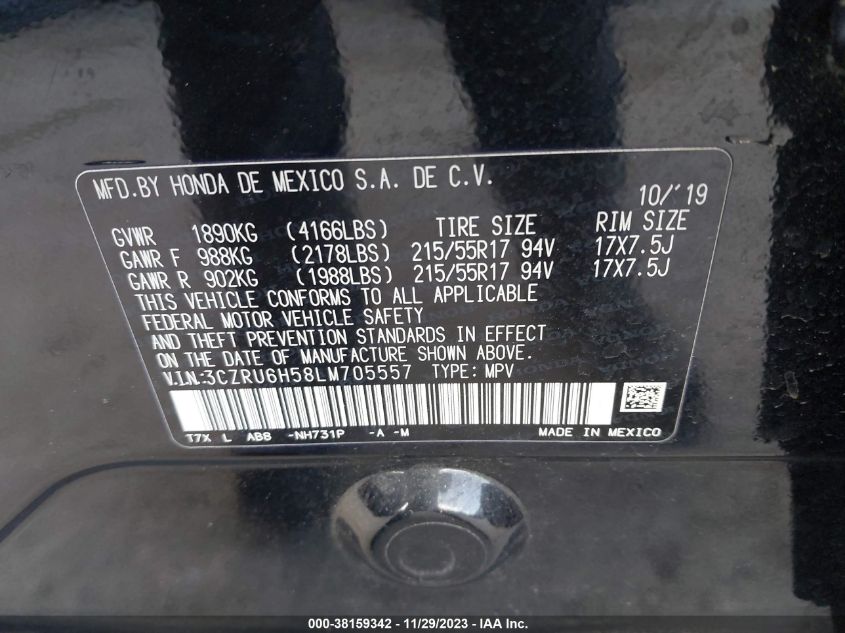 MFD.BY HONDA DE MEXICO S.A. DE C.V.
10/'19
GVWR 1890KG (4166LBS) TIRE SIZE RIM SIZE
GAWR F 988KG (2178LBS) 215/55R17 94V 17X7.5J
GAWR R 902KG (1988LBS) 215/55R17 94V 17X7.5J
THIS VEHICLE CONFORMS TO ALL APPLICABLE
FEDERAL MOTOR VEHICLE SAFETY
AND THEFT PREVENTION STANDARDS IN EFFECT
ON THE DATE OF MANUFACTURE SHOWN ABOVE.
V.I.N:3CZRU6H58LM705557 TYPE: MPV
T7X L AB8 -NH731P -A -M MADE IN MEXICO
000-38159342 - 11/29/2023 - IAA Inc.